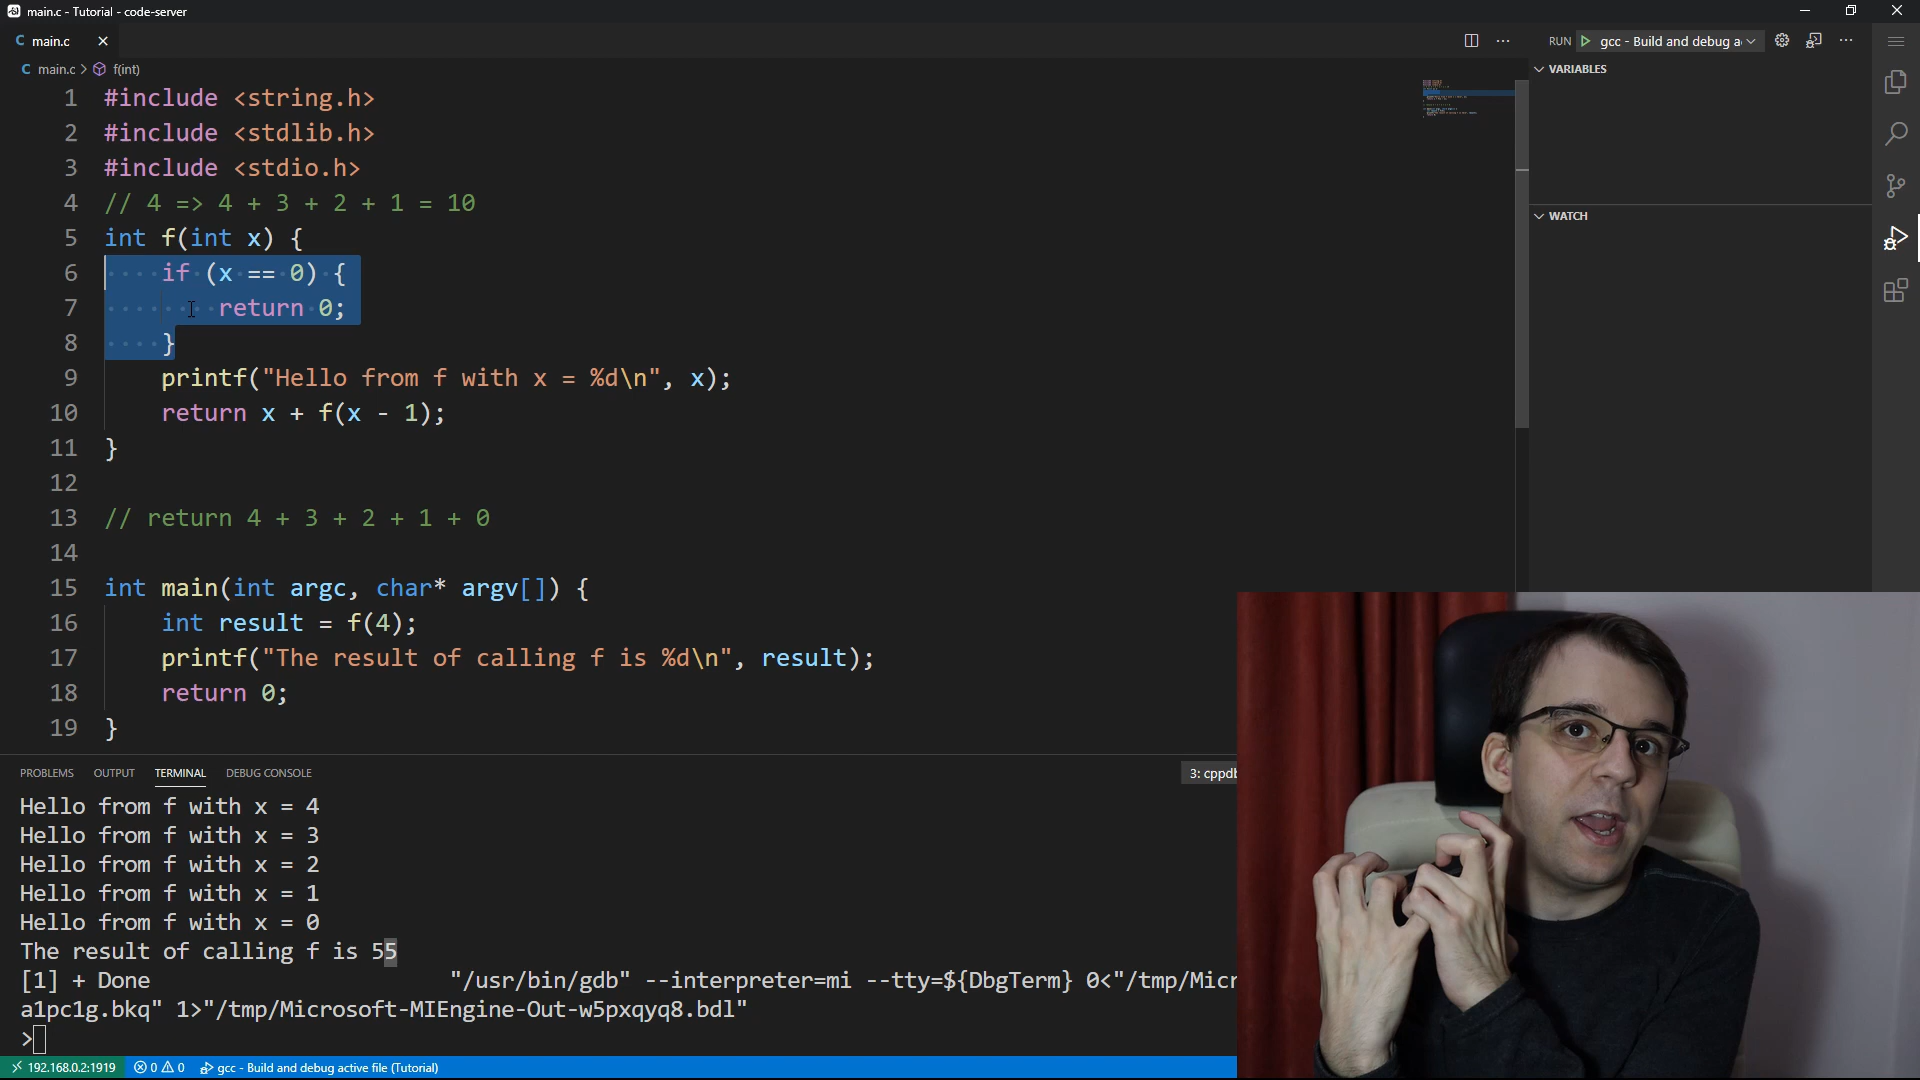 main.c - Tutorial - code-server
main.c
main.c > f(int)
RUN gcc - Build and debug a
VARIABLES
WATCH
1 #include <string.h>
2 #include <stdlib.h>
3 #include <stdio.h>
4 // 4 => 4 + 3 + 2 + 1 = 10
5 int f(int x) {
6 if (x == 0) {
7 return 0;
8 }
9 printf("Hello from f with x = %d\n", x);
10 return x + f(x - 1);
11 }
12
13 // return 4 + 3 + 2 + 1 + 0
14
15 int main(int argc, char* argv[]) {
16 int result = f(4);
17 printf("The result of calling f is %d\n", result);
18 return 0;
19 }
PROBLEMS OUTPUT TERMINAL DEBUG CONSOLE 3: cppdb
Hello from f with x = 4
Hello from f with x = 3
Hello from f with x = 2
Hello from f with x = 1
Hello from f with x = 0
The result of calling f is 55
[1] + Done "/usr/bin/gdb" --interpreter=mi --tty=${DbgTerm} 0<"/tmp/Micr
a1pc1g.bkq" 1>"/tmp/Microsoft-MIEngine-Out-w5pxqyq8.bdl"
>
192.168.0.2:1919 0 0 gcc - Build and debug active file (Tutorial)